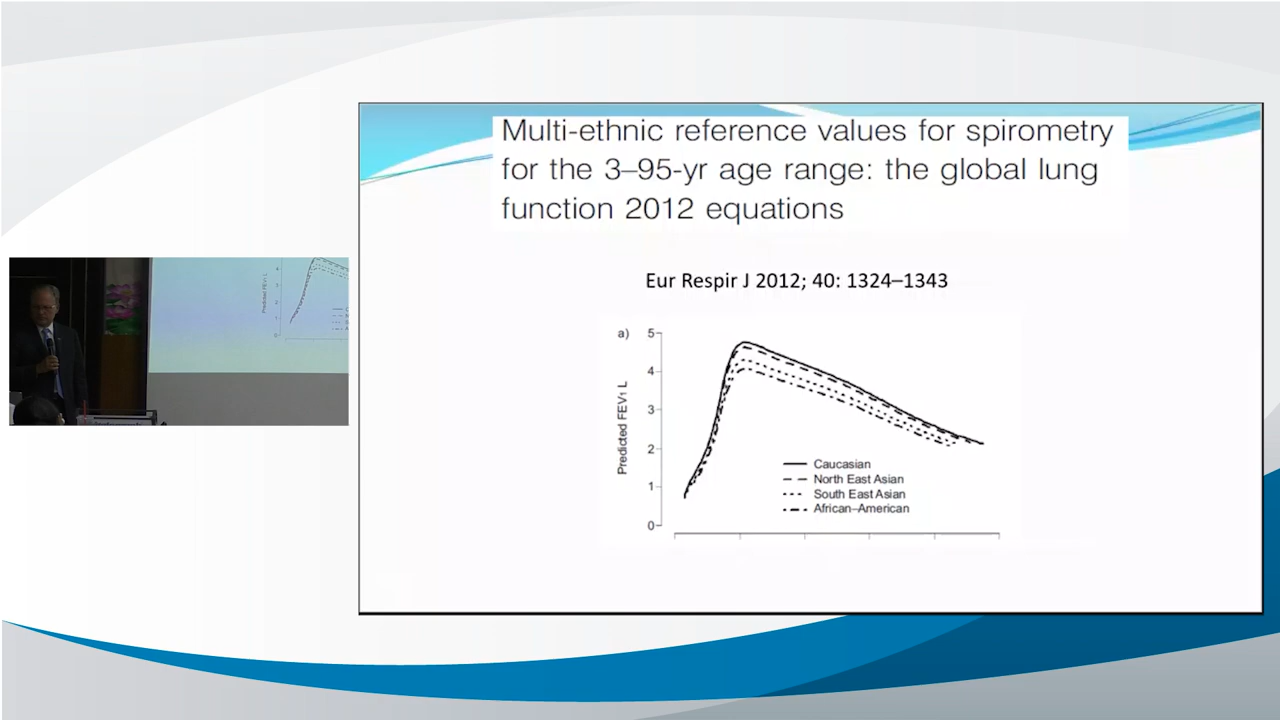 Multi-ethnic reference values for spirometry
for the 3–95-yr age range: the global lung
function 2012 equations
Eur Respir J 2012; 40: 1324–1343
a)
5
4
3
2
1
0
Predicted FEV1 L
Caucasian
North East Asian
South East Asian
African–American